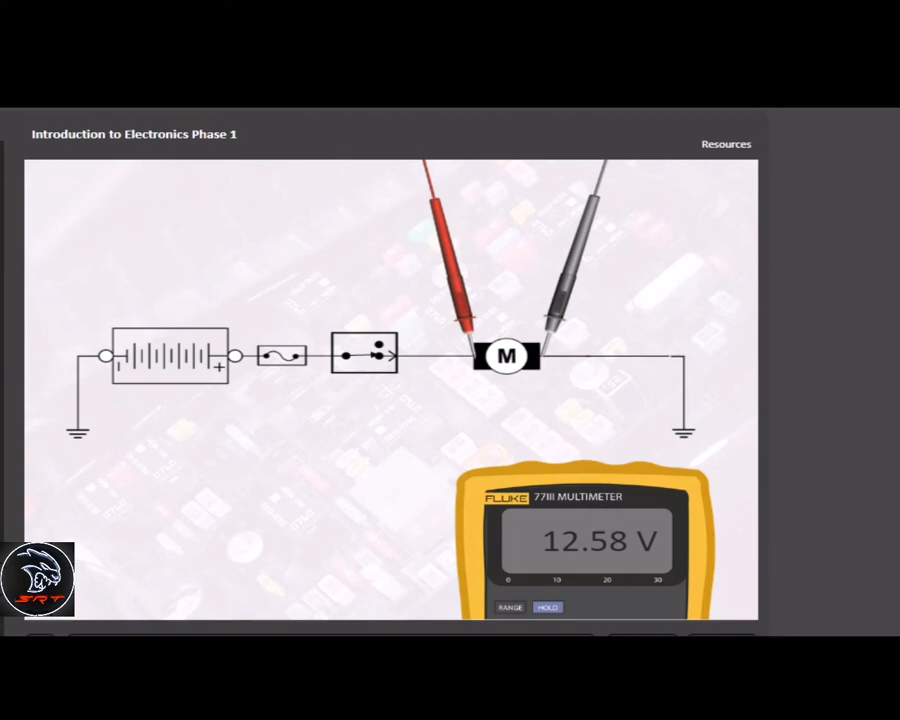 Introduction to Electronics Phase 1
Resources
M
- +
FLUKE 77III MULTIMETER
12.58 V
0 10 20 30
RANGE HOLD
SRT